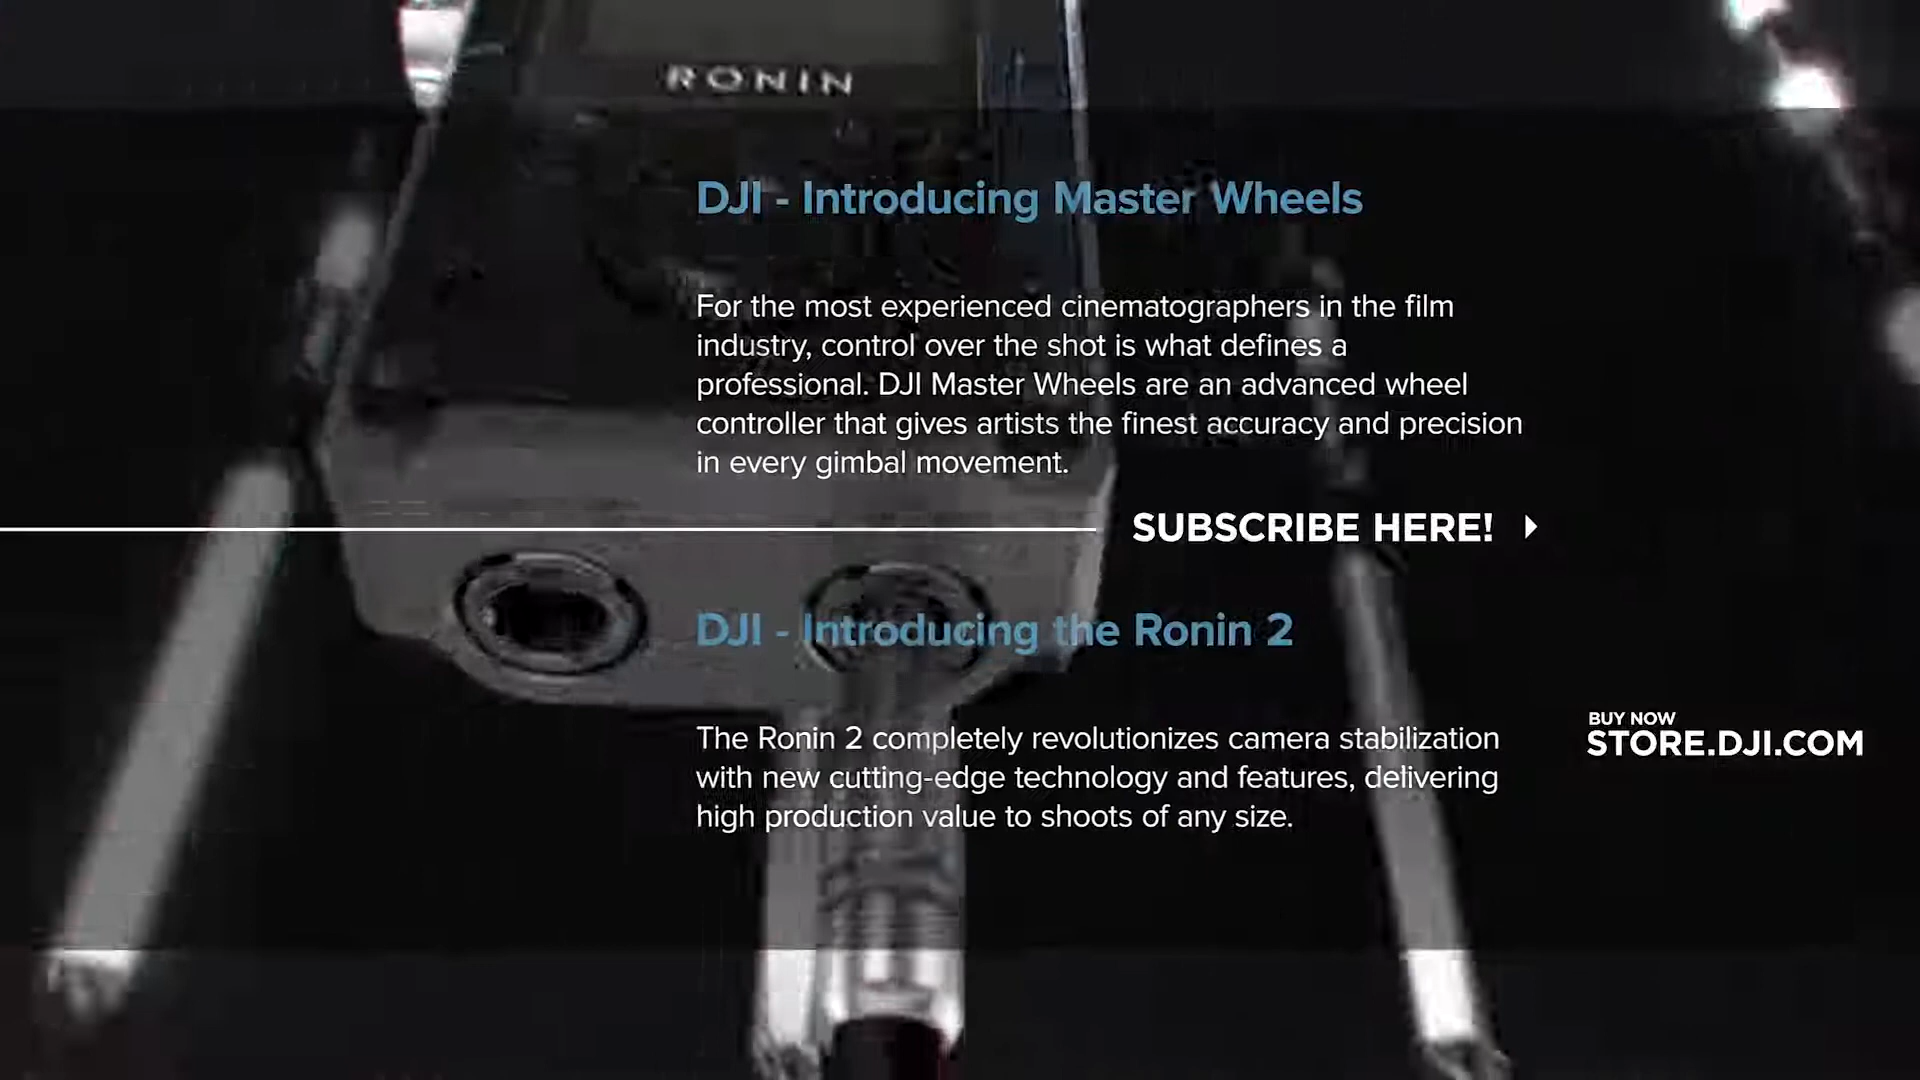 RONIN
DJI - Introducing Master Wheels
For the most experienced cinematographers in the film
industry, control over the shot is what defines a
professional. DJI Master Wheels are an advanced wheel
controller that gives artists the finest accuracy and precision
in every gimbal movement.
SUBSCRIBE HERE!
DJI - Introducing the Ronin 2
The Ronin 2 completely revolutionizes camera stabilization
with new cutting-edge technology and features, delivering
high production value to shoots of any size.
BUY NOW
STORE.DJI.COM